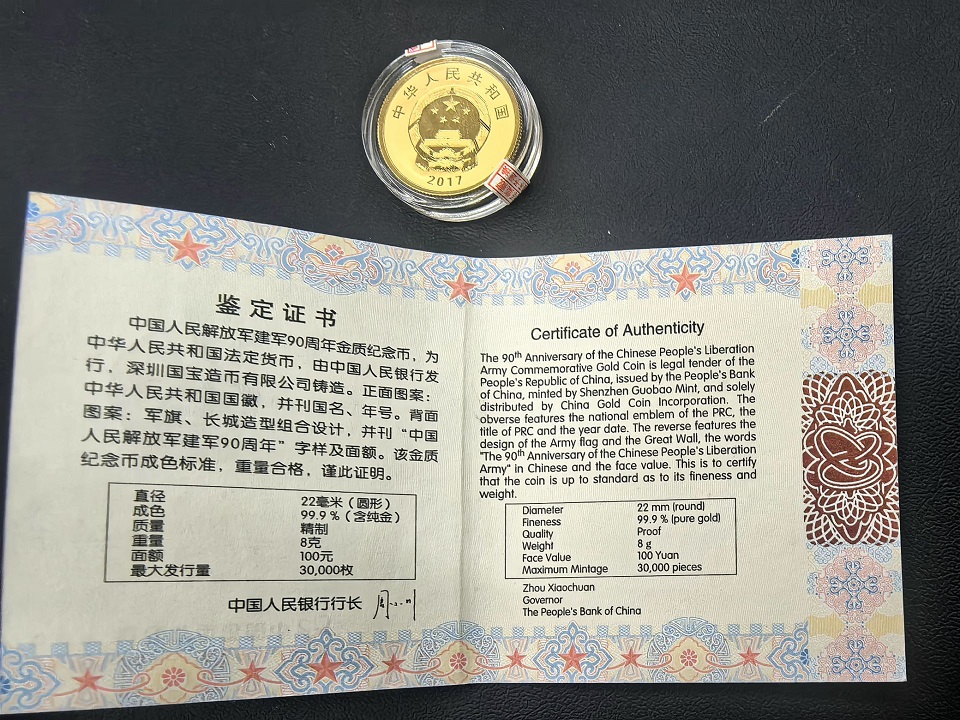 中华人民共和国
2017
鉴定证书
中国人民解放军建军90周年金质纪念币，为
中华人民共和国法定货币，由中国人民银行发
行，深圳国宝造币有限公司铸造。正面图案：
中华人民共和国国徽，并刊国名、年号。背面
图案：军旗、长城造型组合设计，并刊“中国
人民解放军建军90周年”字样及面额。该金质
纪念币成色标准，重量合格，谨此证明。
直径 22毫米（圆形）
成色 99.9％（含纯金）
质量 精制
重量 8克
面额 100元
最大发行量 30,000枚
中国人民银行行长
Certificate of Authenticity
The 90th Anniversary of the Chinese People's Liberation
Army Commemorative Gold Coin is legal tender of the
People's Republic of China, issued by the People's Bank
of China, minted by Shenzhen Guobao Mint, and solely
distributed by China Gold Coin Incorporation. The
obverse features the national emblem of the PRC, the
title of PRC and the year date. The reverse features the
design of the Army flag and the Great Wall, the words
"The 90th Anniversary of the Chinese People's Liberation
Army" in Chinese and the face value. This is to certify
that the coin is up to standard as to its fineness and
weight.
Diameter 22 mm (round)
Fineness 99.9 % (pure gold)
Quality Proof
Weight 8 g
Face Value 100 Yuan
Maximum Mintage 30,000 pieces
Zhou Xiaochuan
Governor
The People's Bank of China